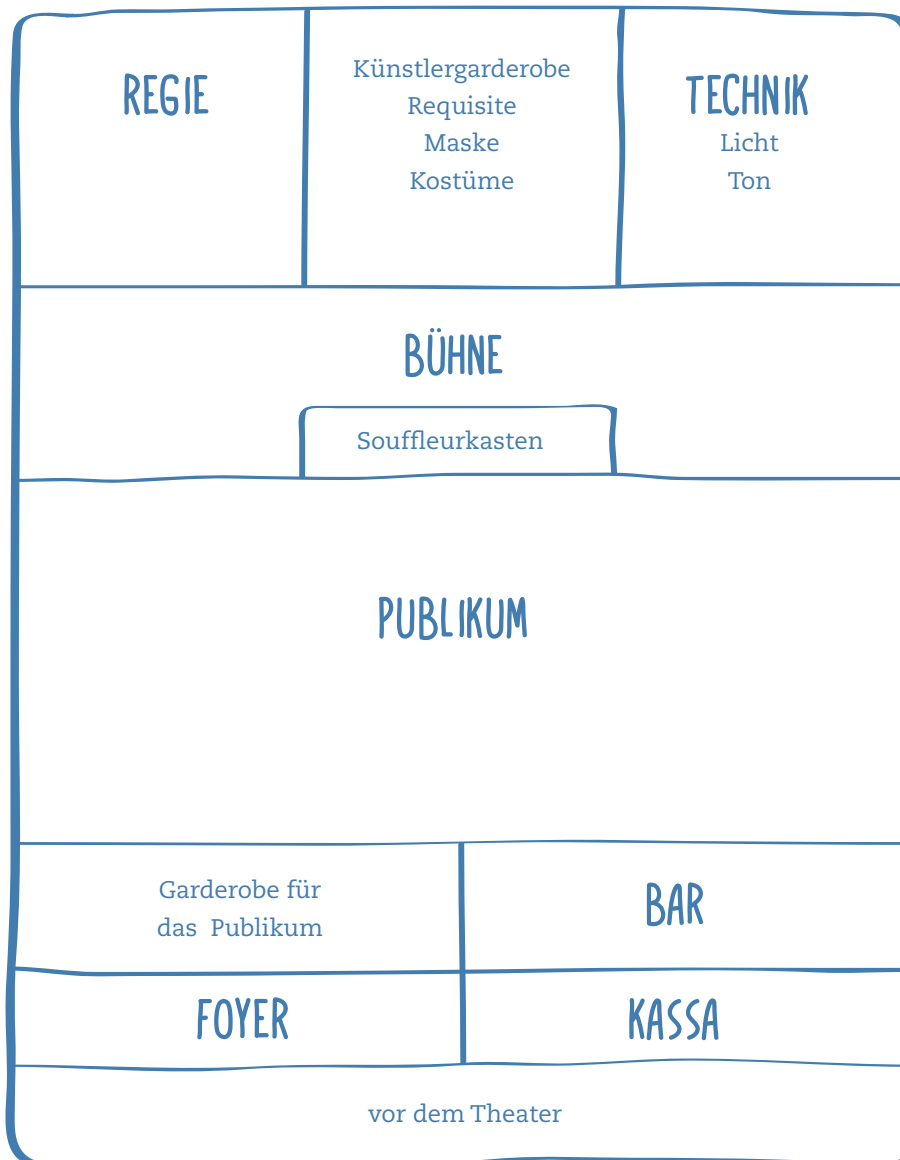 REGIE
Künstlergarderobe
Requisite
Maske
Kostüme
TECHNIK
Licht
Ton
BÜHNE
Souffleurkasten
PUBLIKUM
Garderobe für
das Publikum
BAR
FOYER
KASSA
vor dem Theater